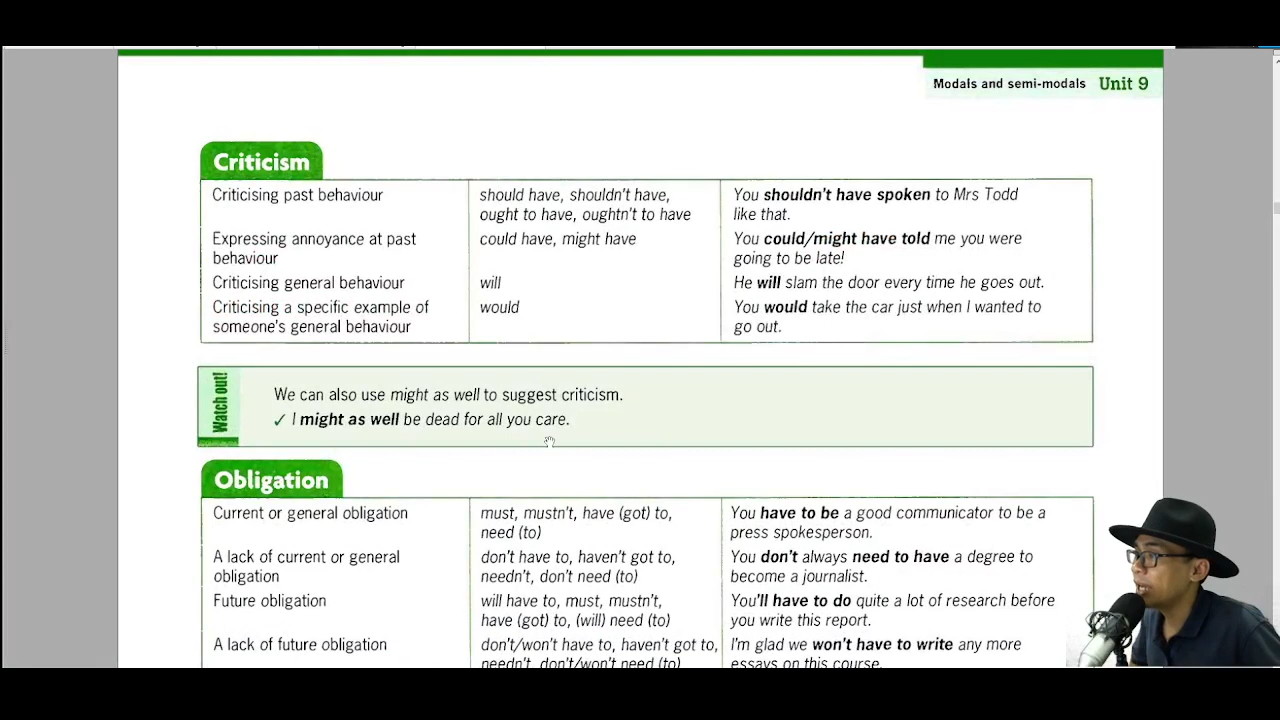 Modals and semi-modals Unit 9
Criticism
Criticising past behaviour
should have, shouldn't have,
ought to have, oughtn't to have
You shouldn't have spoken to Mrs Todd
like that.
Expressing annoyance at past
behaviour
could have, might have
You could/might have told me you were
going to be late!
Criticising general behaviour
will
He will slam the door every time he goes out.
Criticising a specific example of
someone's general behaviour
would
You would take the car just when I wanted to
go out.
Watch out!
We can also use might as well to suggest criticism.
✓ I might as well be dead for all you care.
Obligation
Current or general obligation
must, mustn't, have (got) to,
need (to)
You have to be a good communicator to be a
press spokesperson.
A lack of current or general
obligation
don't have to, haven't got to,
needn't, don't need (to)
You don't always need to have a degree to
become a journalist.
Future obligation
will have to, must, mustn't,
have (got) to, (will) need (to)
You'll have to do quite a lot of research before
you write this report.
A lack of future obligation
don't/won't have to, haven't got to,
needn't, don't/won't need (to)
I'm glad we won't have to write any more
essays on this course.